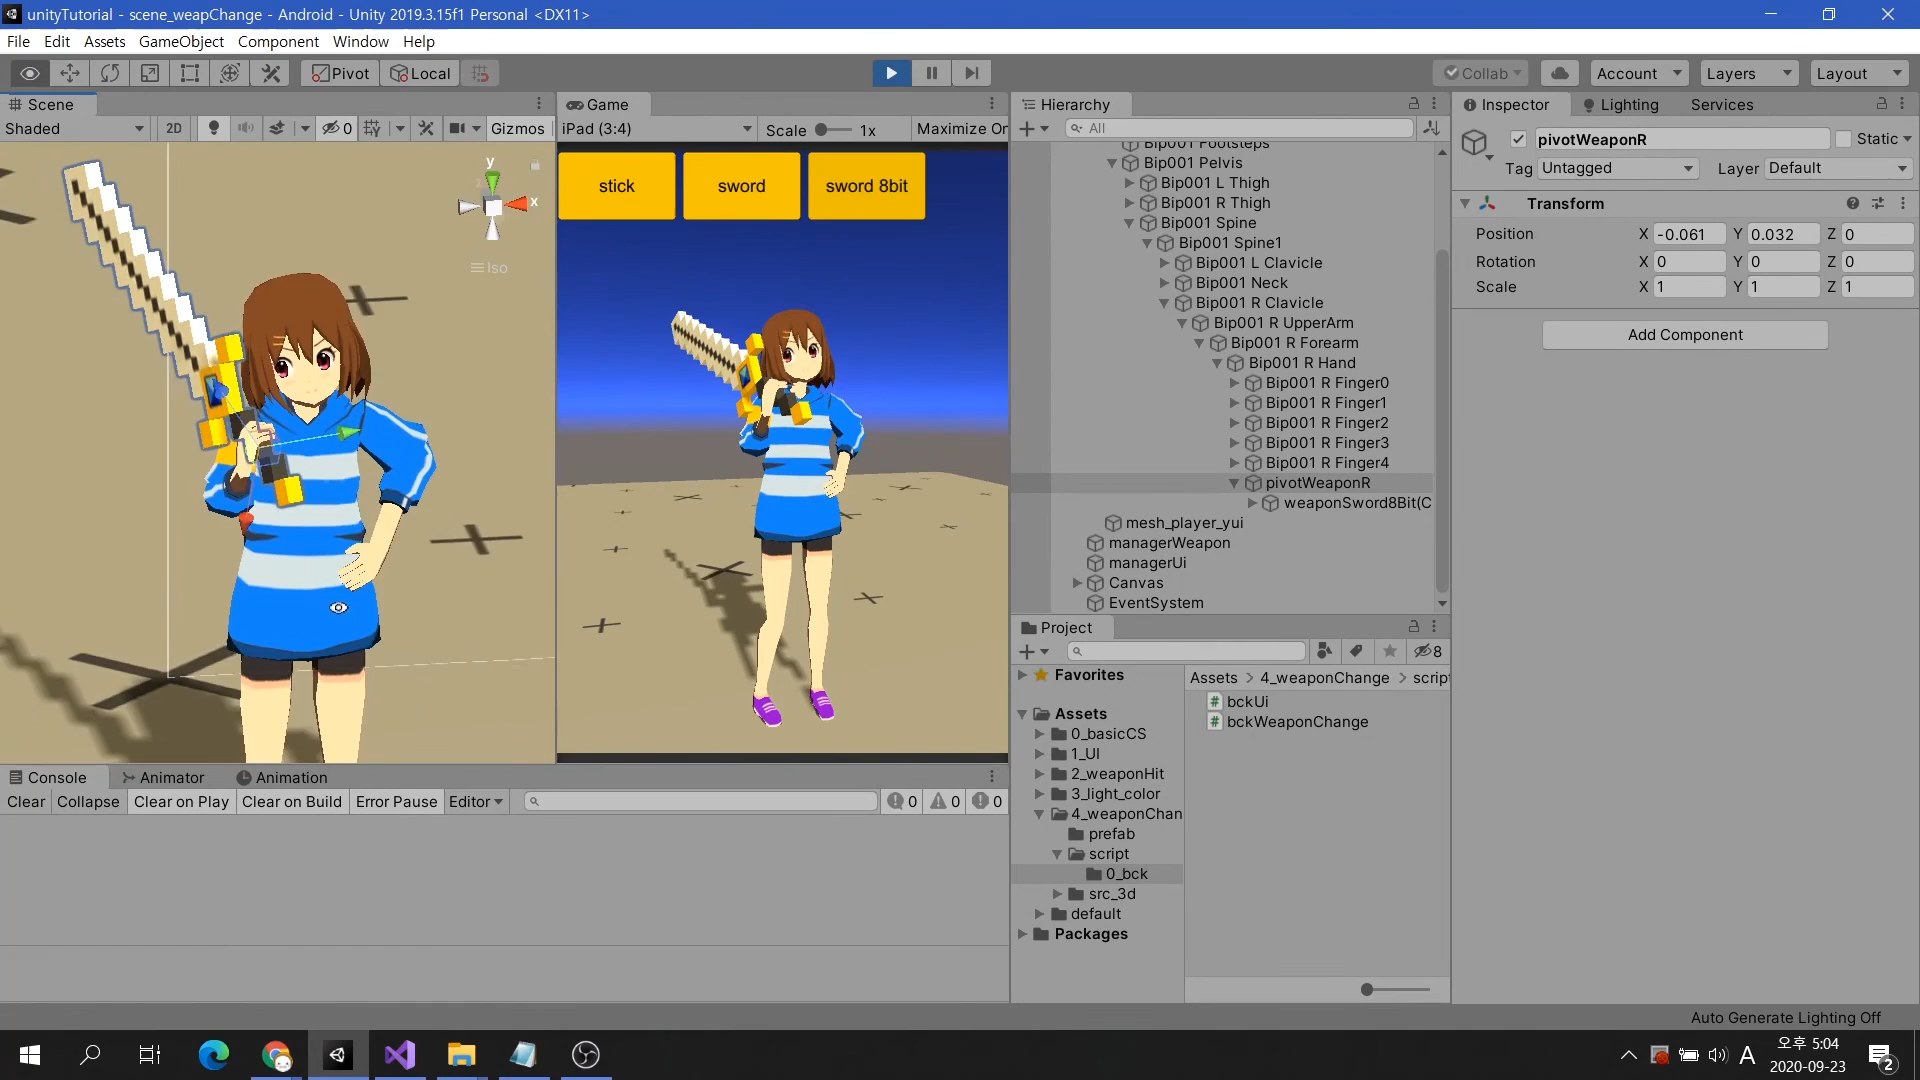 unityTutorial - scene_weapChange - Android - Unity 2019.3.15f1 Personal <DX11>
File Edit Assets GameObject Component Window Help
Pivot Local Collab Account Layers Layout
Scene
Shaded 2D 0 Gizmos
y
x
Iso
Game
iPad (3:4) Scale 1x Maximize On
stick sword sword 8bit
Hierarchy
All
Bip001 Footsteps
Bip001 Pelvis
Bip001 L Thigh
Bip001 R Thigh
Bip001 Spine
Bip001 Spine1
Bip001 L Clavicle
Bip001 Neck
Bip001 R Clavicle
Bip001 R UpperArm
Bip001 R Forearm
Bip001 R Hand
Bip001 R Finger0
Bip001 R Finger1
Bip001 R Finger2
Bip001 R Finger3
Bip001 R Finger4
pivotWeaponR
weaponSword8Bit(C
mesh_player_yui
managerWeapon
managerUi
Canvas
EventSystem
Inspector Lighting Services
pivotWeaponR Static
Tag Untagged Layer Default
Transform
Position X -0.061 Y 0.032 Z 0
Rotation X 0 Y 0 Z 0
Scale X 1 Y 1 Z 1
Add Component
Project
8
Favorites
Assets
0_basicCS
1_UI
2_weaponHit
3_light_color
4_weaponChan
prefab
script
0_bck
src_3d
default
Packages
Assets > 4_weaponChange > script
bckUi
bckWeaponChange
Console Animator Animation
Clear Collapse Clear on Play Clear on Build Error Pause Editor 0 0 0
Auto Generate Lighting Off
A
오후 5:04
2020-09-23
2